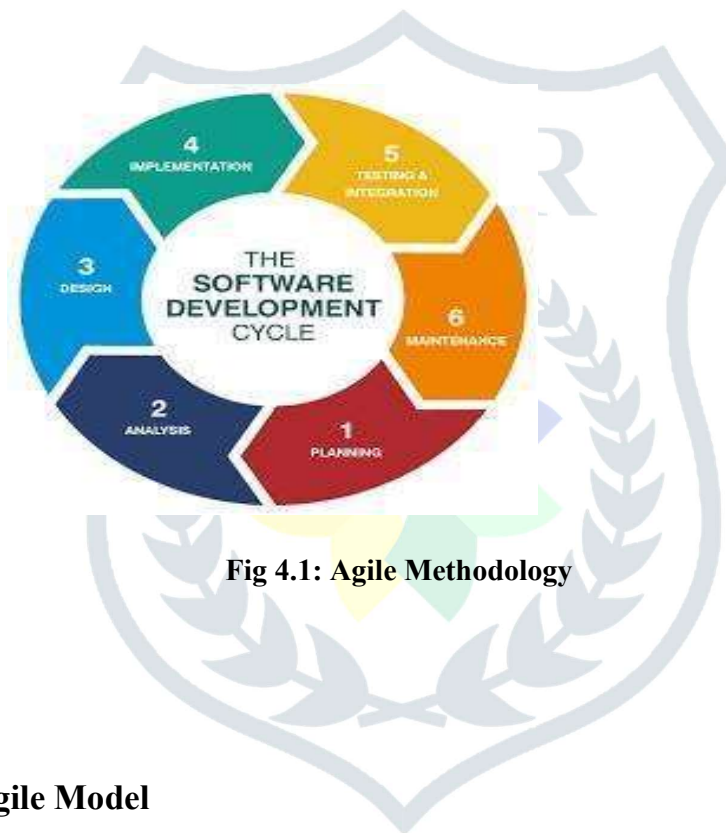 4
IMPLEMENTATION
5
TESTING &
INTEGRATION
3
DESIGN
THE
SOFTWARE
DEVELOPMENT
CYCLE
6
MAINTENANCE
2
ANALYSIS
1
PLANNING
Fig 4.1: Agile Methodology
gile Model